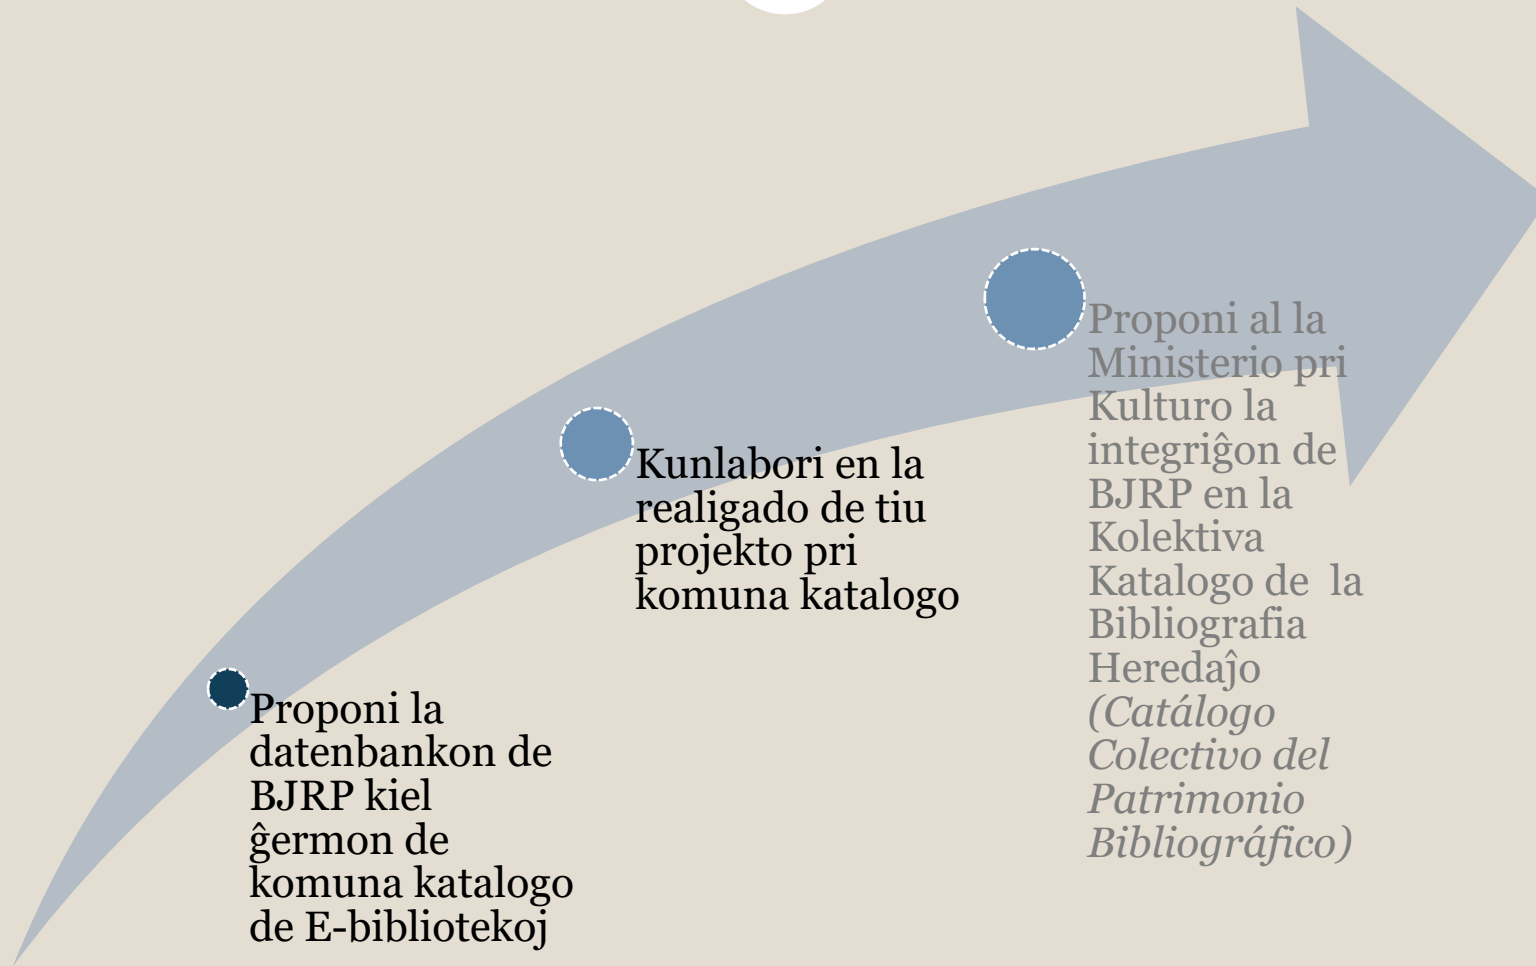 Proponi la
datenbankon de
BJRP kiel
ĝermon de
komuna katalogo
de E-bibliotekoj
Kunlabori en la
realigado de tiu
projekto pri
komuna katalogo
Proponi al la
Ministerio pri
Kulturo la
integriĝon de
BJRP en la
Kolektiva
Katalogo de  la
Bibliografia
Heredaĵo
(Catálogo
Colectivo del
Patrimonio
Bibliográfico)